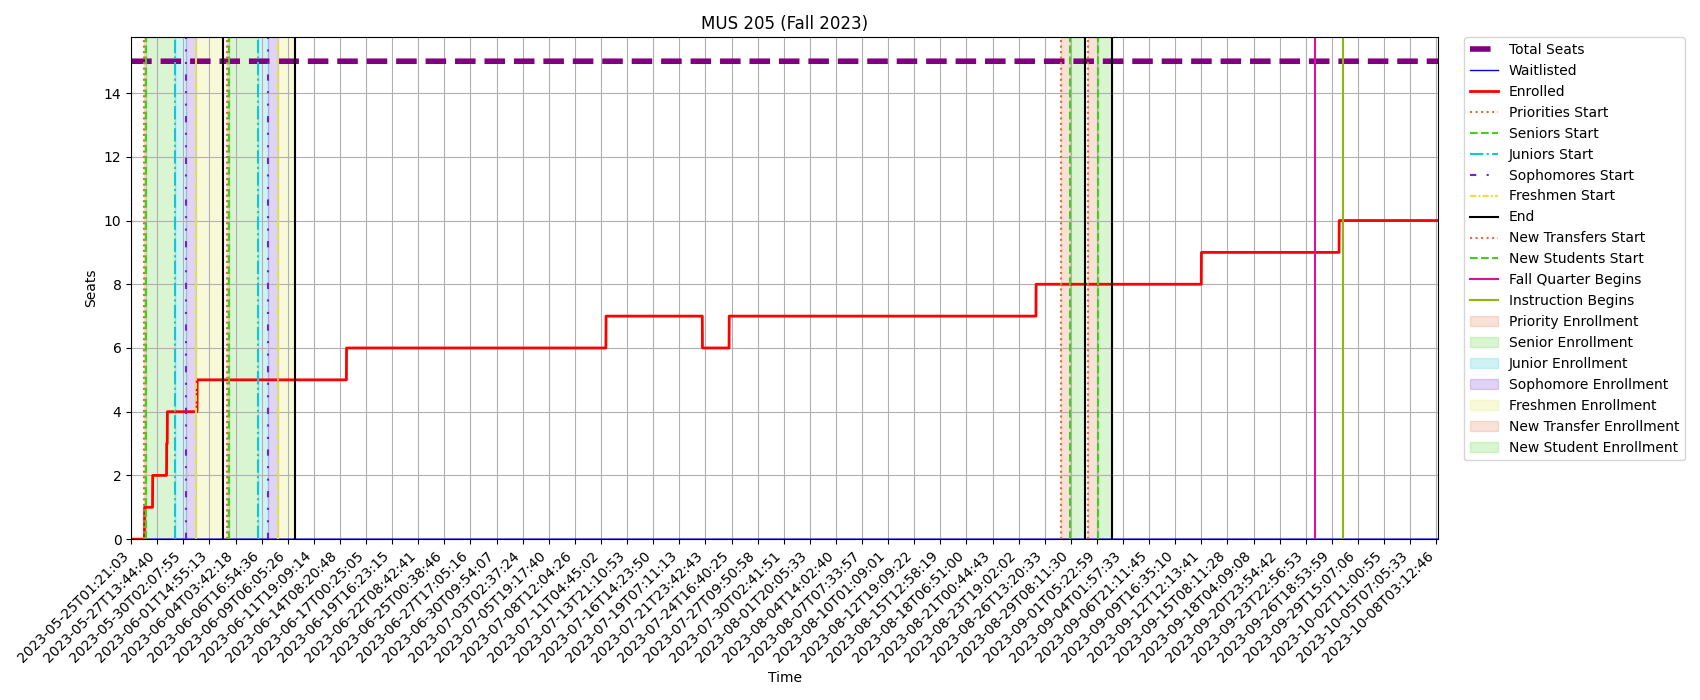 MUS 205 (Fall 2023)
Seats
14
12
10
8
6
4
2
0
2023-05-25T01:21:03
2023-05-27T13:44:40
2023-05-30T02:07:55
2023-06-01T14:55:13
2023-06-04T03:42:18
2023-06-06T16:54:36
2023-06-09T06:05:26
2023-06-11T19:09:14
2023-06-14T08:20:48
2023-06-17T00:25:05
2023-06-19T16:23:15
2023-06-22T08:42:41
2023-06-25T00:38:46
2023-06-27T17:05:16
2023-06-30T09:54:07
2023-07-03T02:37:24
2023-07-05T19:17:40
2023-07-08T12:04:26
2023-07-11T04:45:02
2023-07-13T21:10:53
2023-07-16T14:23:50
2023-07-19T07:11:13
2023-07-21T23:42:43
2023-07-24T16:40:25
2023-07-27T09:50:58
2023-07-30T02:41:51
2023-08-01T20:05:33
2023-08-04T14:02:40
2023-08-07T07:33:57
2023-08-10T01:09:01
2023-08-12T19:09:22
2023-08-15T12:58:19
2023-08-18T06:51:00
2023-08-21T00:44:43
2023-08-23T19:02:02
2023-08-26T13:20:33
2023-08-29T08:11:30
2023-09-01T05:22:59
2023-09-04T01:57:33
2023-09-06T21:11:45
2023-09-09T16:35:10
2023-09-12T12:13:41
2023-09-15T08:11:28
2023-09-18T04:09:08
2023-09-20T23:54:42
2023-09-23T22:56:53
2023-09-26T18:53:59
2023-09-29T15:07:06
2023-10-02T11:00:55
2023-10-05T07:05:33
2023-10-08T03:12:46
Time
Total Seats
Waitlisted
Enrolled
Priorities Start
Seniors Start
Juniors Start
Sophomores Start
Freshmen Start
End
New Transfers Start
New Students Start
Fall Quarter Begins
Instruction Begins
Priority Enrollment
Senior Enrollment
Junior Enrollment
Sophomore Enrollment
Freshmen Enrollment
New Transfer Enrollment
New Student Enrollment